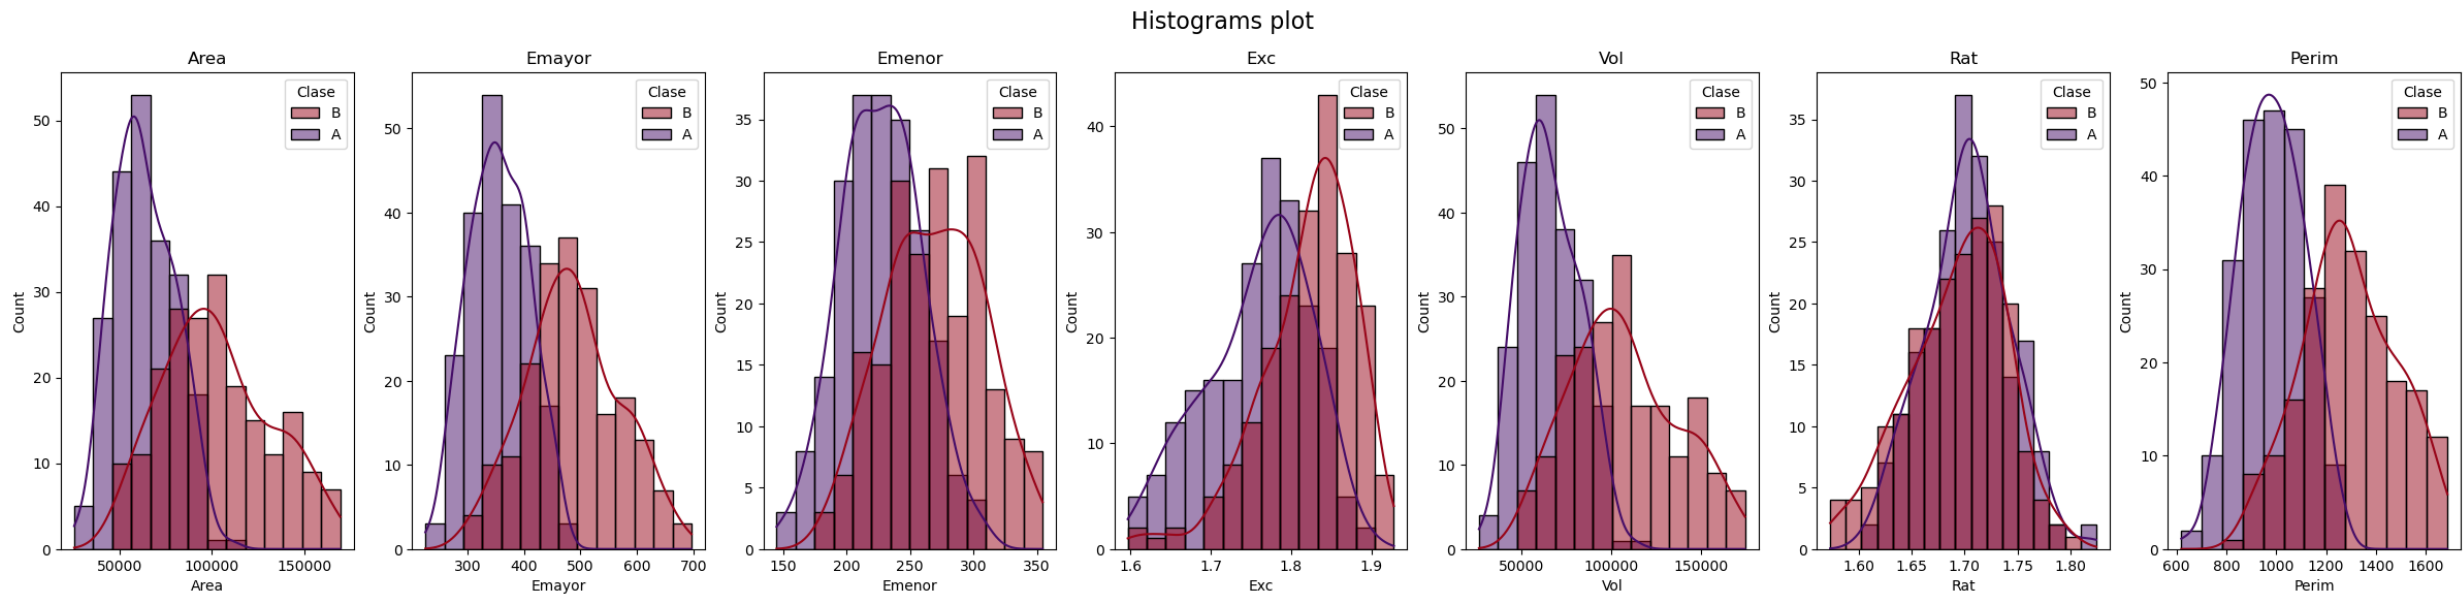 Histograms plot
Area
Clase
B
A
Count
50
40
30
20
10
0
50000 100000 150000
Area
Emayor
Clase
B
A
Count
50
40
30
20
10
0
300 400 500 600 700
Emayor
Emenor
Clase
B
A
Count
35
30
25
20
15
10
5
0
150 200 250 300 350
Emenor
Exc
Clase
B
A
Count
40
30
20
10
0
1.6 1.7 1.8 1.9
Exc
Vol
Clase
B
A
Count
50
40
30
20
10
0
50000 100000 150000
Vol
Rat
Clase
B
A
Count
35
30
25
20
15
10
5
0
1.60 1.65 1.70 1.75 1.80
Rat
Perim
Clase
B
A
Count
50
40
30
20
10
0
600 800 1000 1200 1400 1600
Perim